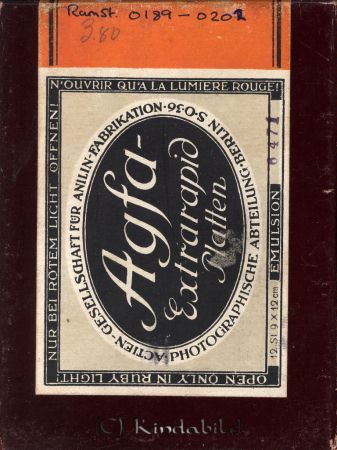 RamSt. 0189-0202
3.80
N'OUVRIR QU'A LA LUMIERE ROUGE!
NUR BEI ROTEM LICHT ÖFFNEN!
ACTIEN-GESELLSCHAFT FÜR ANILIN-FABRIKATION·BERLIN S·O·36
PHOTOGRAPHISCHE ABTEILUNG
Agfa-
Extrarapid
Platten
6471
12 St 9 x 12 cm EMULSION
OPEN ONLY IN RUBY LIGHT!
(C) Kindabild